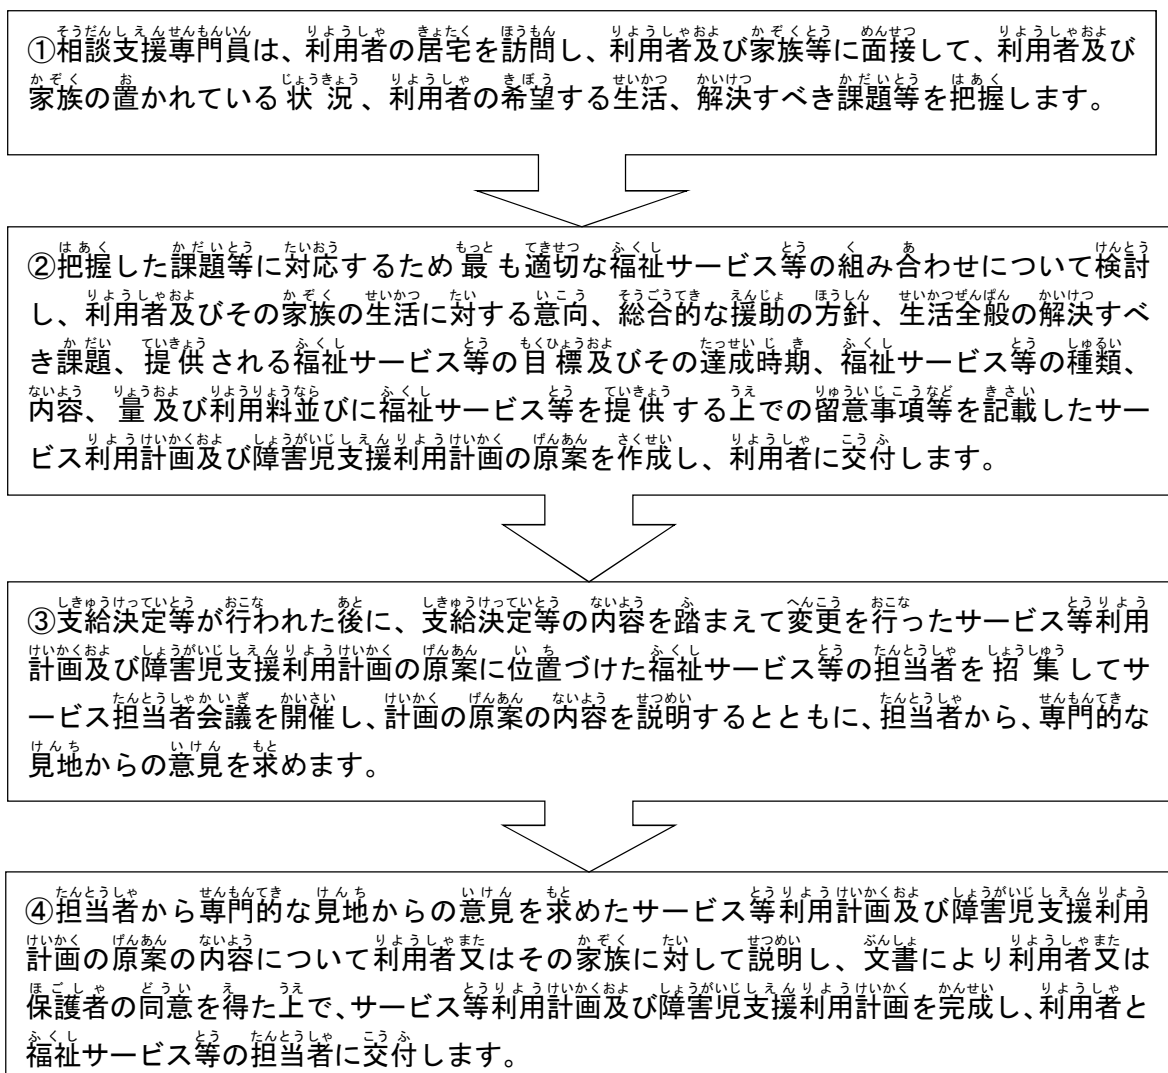 ①相談支援専門員は、利用者の居宅を訪問し、利用者及び家族等に面接して、利用者及び
家族の置かれている状況、利用者の希望する生活、解決すべき課題等を把握します。
②把握した課題等に対応するため最も適切な福祉サービス等の組み合わせについて検討
し、利用者及びその家族の生活に対する意向、総合的な援助の方針、生活全般の解決すべ
き課題、提供される福祉サービス等の目標及びその達成時期、福祉サービス等の種類、
内容、量及び利用料並びに福祉サービス等を提供する上での留意事項等を記載したサー
ビス利用計画及び障害児支援利用計画の原案を作成し、利用者に交付します。
③支給決定等が行われた後に、支給決定等の内容を踏まえて変更を行ったサービス等利用
計画及び障害児支援利用計画の原案に位置づけた福祉サービス等の担当者を招集してサ
ービス担当者会議を開催し、計画の原案の内容を説明するとともに、担当者から、専門的な
見地からの意見を求めます。
④担当者から専門的な見地からの意見を求めたサービス等利用計画及び障害児支援利用
計画の原案の内容について利用者又はその家族に対して説明し、文書により利用者又は
保護者の同意を得た上で、サービス等利用計画及び障害児支援利用計画を完成し、利用者と
福祉サービス等の担当者に交付します。